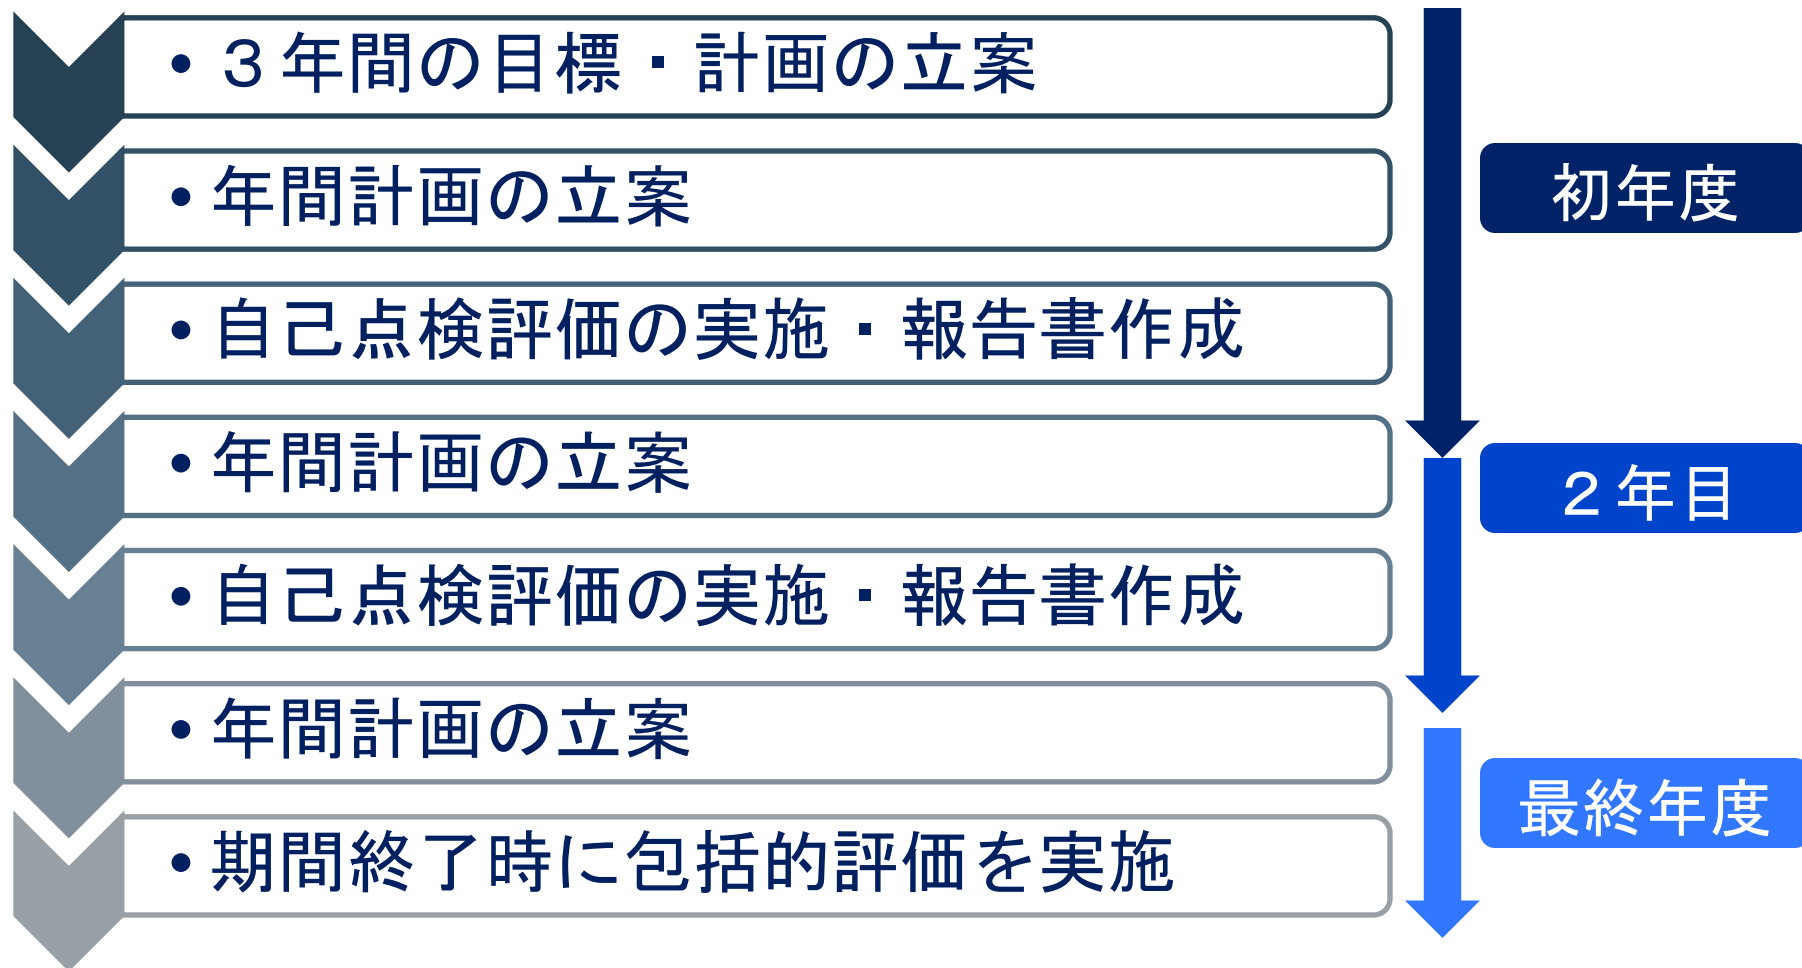 • ３年間の目標・計画の立案
• 年間計画の立案
初年度
• 自己点検評価の実施・報告書作成
• 年間計画の立案
２年目
• 自己点検評価の実施・報告書作成
• 年間計画の立案
最終年度
• 期間終了時に包括的評価を実施